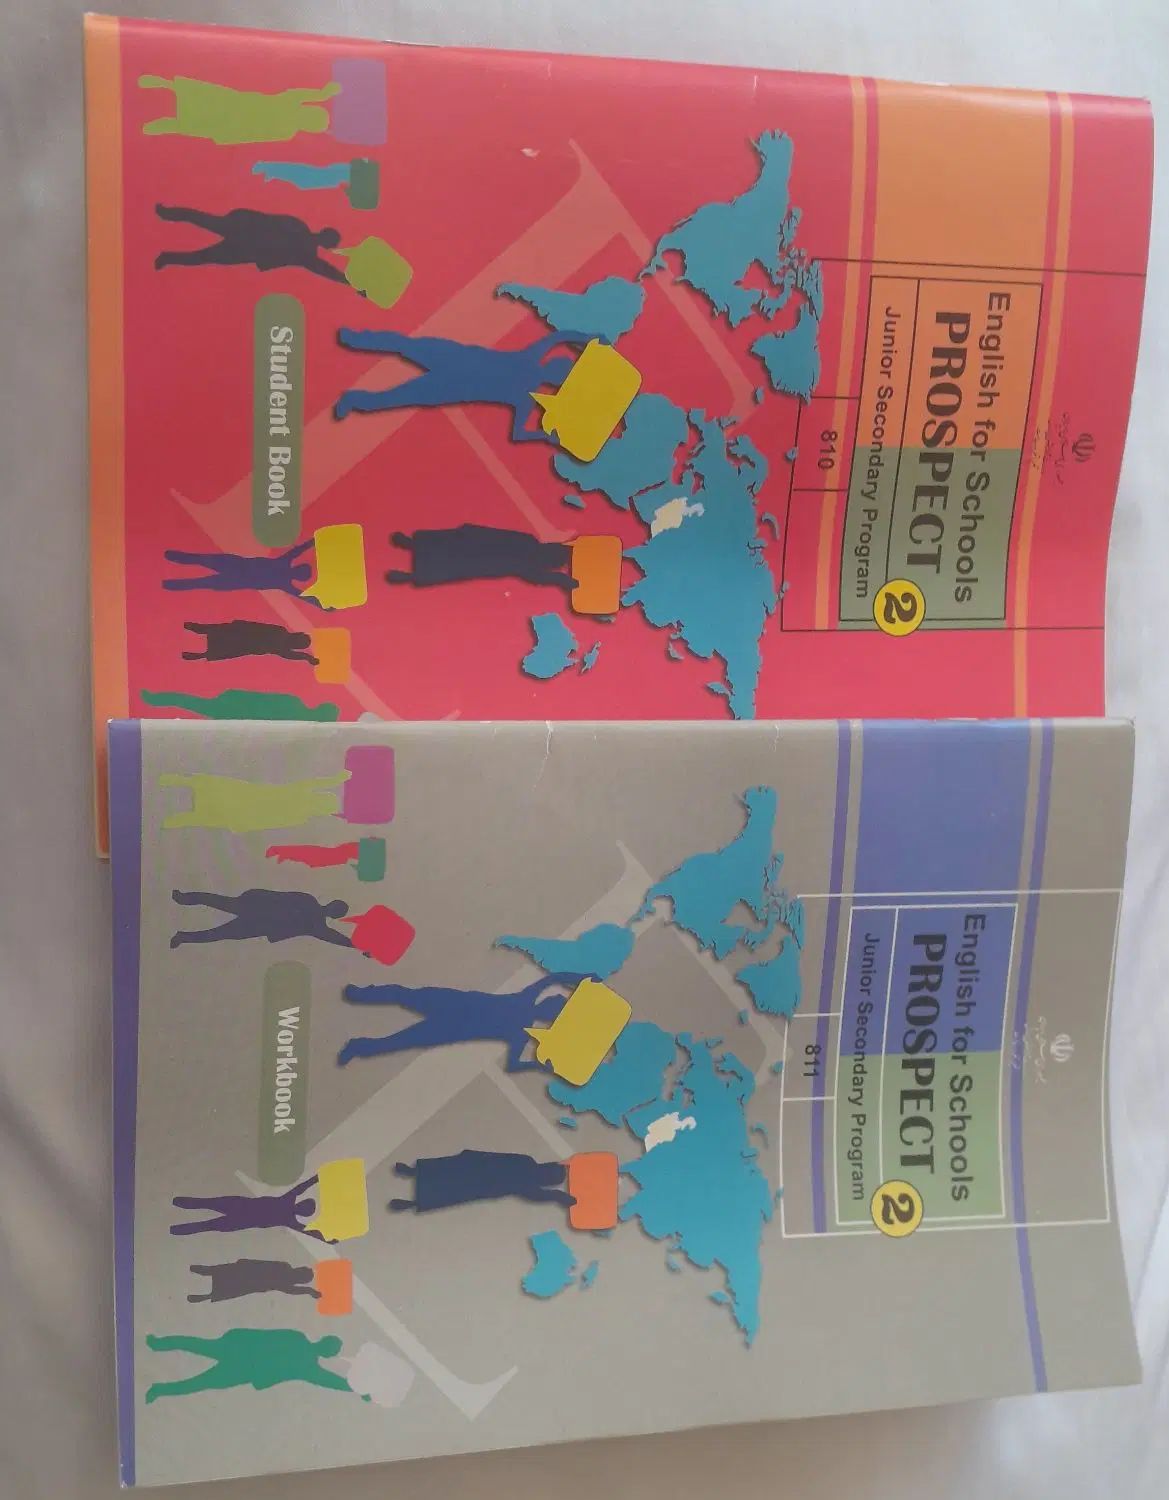 English for Schools
PROSPECT 2
Junior Secondary Program
810
Student Book
English for Schools
PROSPECT 2
Junior Secondary Program
811
Workbook